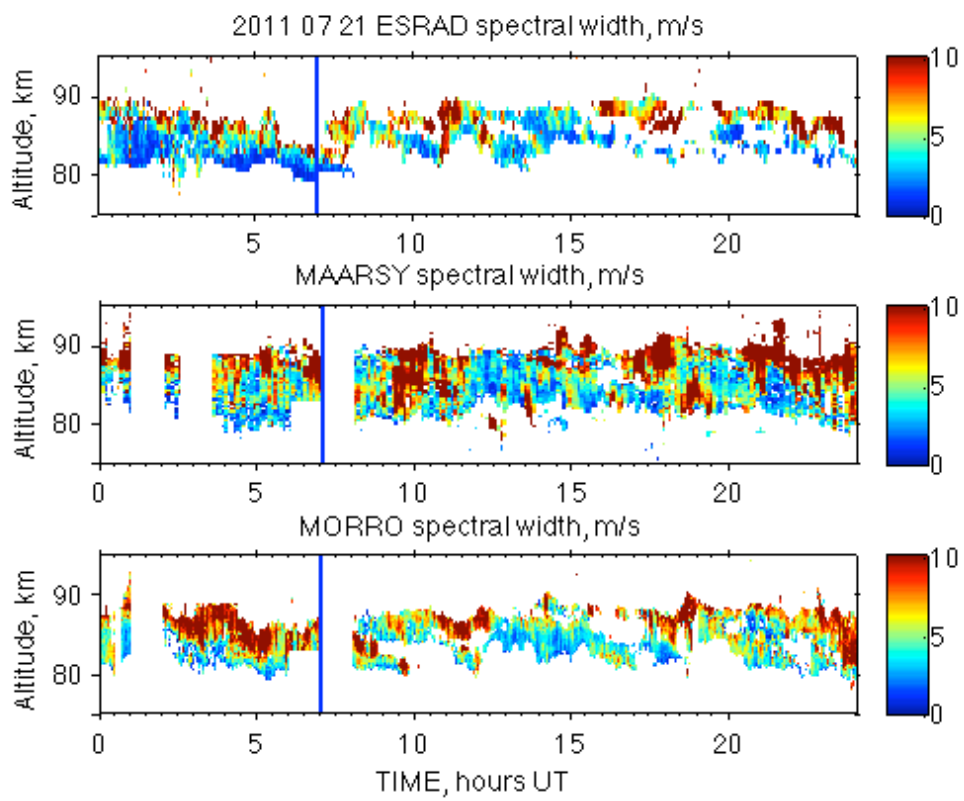 2011 07 21 ESRAD spectral width, m/s
Altitude, km
90
80
5 10 15 20
10
5
0
MAARSY spectral width, m/s
Altitude, km
90
80
0 5 10 15 20
10
5
0
MORRO spectral width, m/s
Altitude, km
90
80
0 5 10 15 20
10
5
0
TIME, hours UT